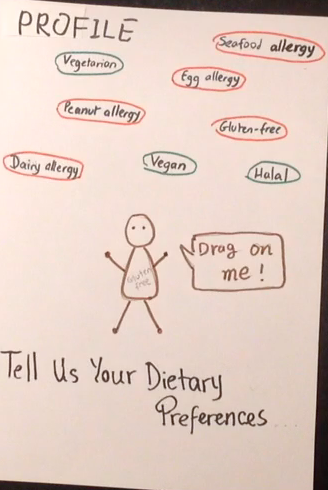 PROFILE
Seafood allergy
Vegetarian
Egg allergy
Peanut allergy
Gluten-free
Dairy allergy
Vegan
Halal
Drag on
me!
Gluten
free
Tell Us Your Dietary
Preferences...